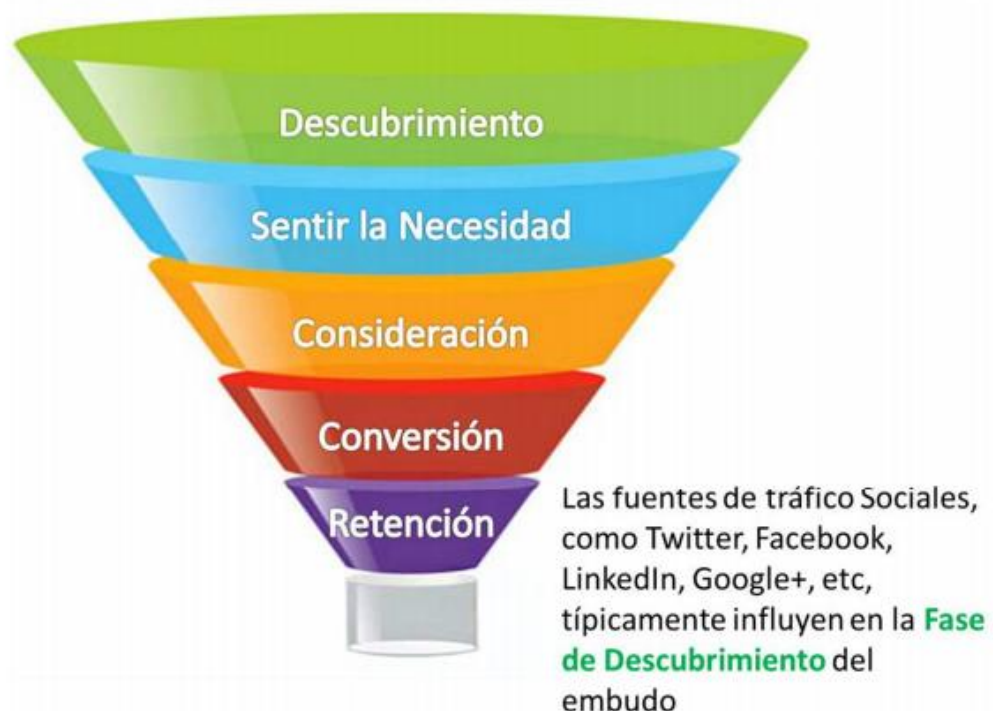 Descubrimiento
Sentir la Necesidad
Consideración
Conversión
Retención
Las fuentes de tráfico Sociales,
como Twitter, Facebook,
LinkedIn, Google+, etc,
típicamente influyen en la Fase
de Descubrimiento del
embudo